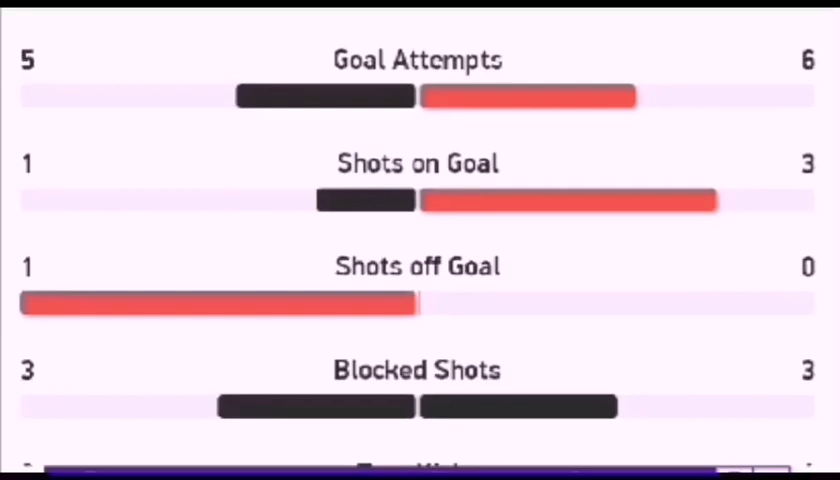 5 Goal Attempts 6
1 Shots on Goal 3
1 Shots off Goal 0
3 Blocked Shots 3